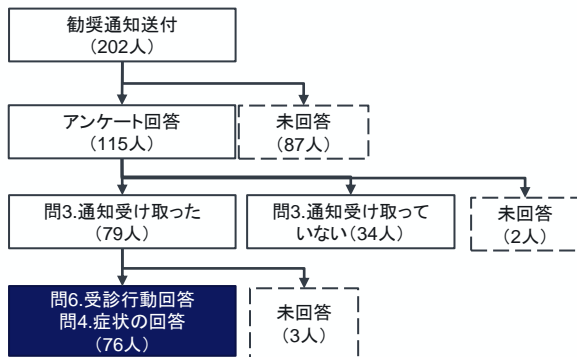 勧奨通知送付
(202人)
アンケート回答
(115人)
未回答
(87人)
問3.通知受け取った
(79人)
問3.通知受け取って
いない(34人)
未回答
(2人)
問6.受診行動回答
問4.症状の回答
(76人)
未回答
(3人)